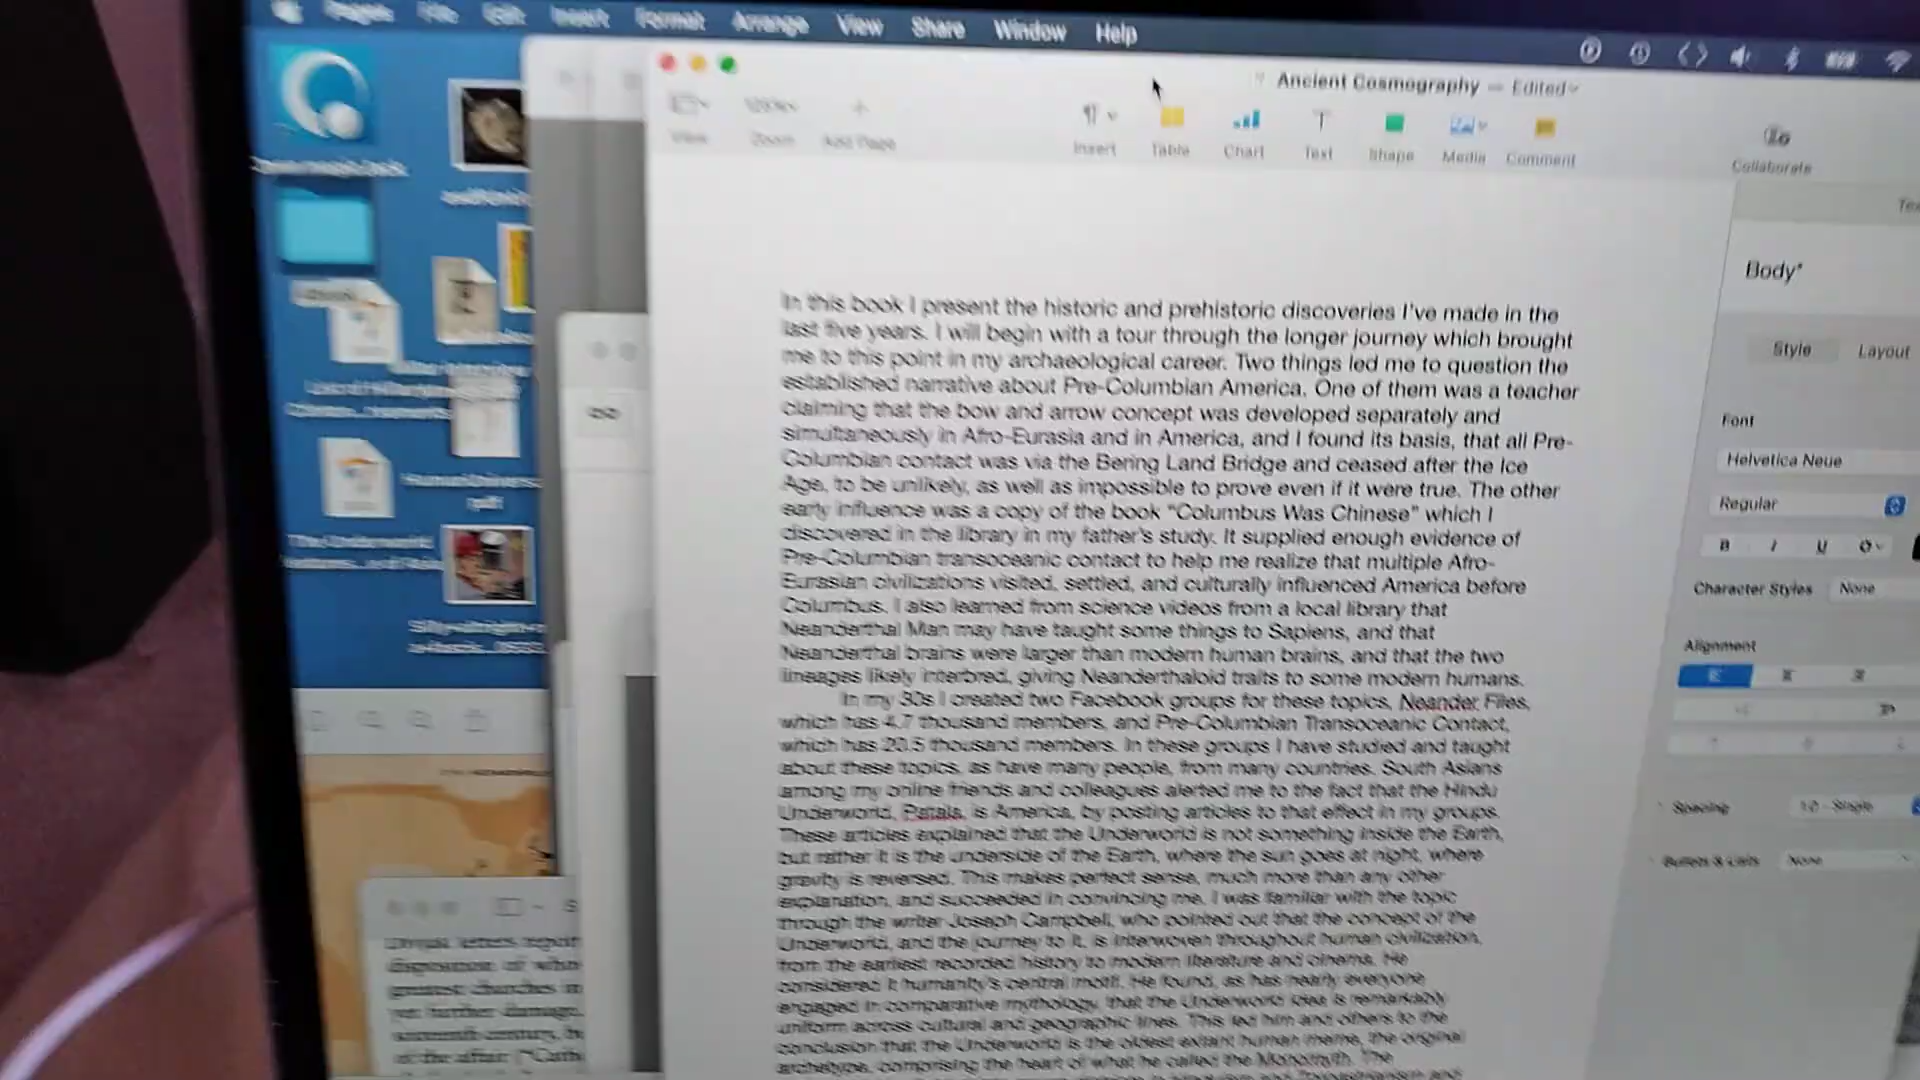 Pages File Edit Insert Format Arrange View Share Window Help
Ancient Cosmography — Edited
View Zoom Add Page Insert Table Chart Text Shape Media Comment Collaborate
Body*
Style Layout
Font
Helvetica Neue
Regular
B I U
Character Styles None
Alignment
Spacing 1.0 - Single
Bullets & Lists None
In this book I present the historic and prehistoric discoveries I've made in the
last five years. I will begin with a tour through the longer journey which brought
me to this point in my archaeological career. Two things led me to question the
established narrative about Pre-Columbian America. One of them was a teacher
claiming that the bow and arrow concept was developed separately and
simultaneously in Afro-Eurasia and in America, and I found its basis, that all Pre-
Columbian contact was via the Bering Land Bridge and ceased after the Ice
Age, to be unlikely, as well as impossible to prove even if it were true. The other
early influence was a copy of the book "Columbus Was Chinese" which I
discovered in the library in my father's study. It supplied enough evidence of
Pre-Columbian transoceanic contact to help me realize that multiple Afro-
Eurasian civilizations visited, settled, and culturally influenced America before
Columbus. I also learned from science videos from a local library that
Neanderthal Man may have taught some things to Sapiens, and that
Neanderthal brains were larger than modern human brains, and that the two
lineages likely interbred, giving Neanderthaloid traits to some modern humans.
In my 30s I created two Facebook groups for these topics, Neander Files,
which has 4.7 thousand members, and Pre-Columbian Transoceanic Contact,
which has 20.5 thousand members. In these groups I have studied and taught
about these topics, as have many people, from many countries. South Asians
among my online friends and colleagues alerted me to the fact that the Hindu
Underworld, Patala, is America, by posting articles to that effect in my groups.
These articles explained that the Underworld is not something inside the Earth,
but rather it is the underside of the Earth, where the sun goes at night, where
gravity is reversed. This makes perfect sense, much more than any other
explanation, and succeeded in convincing me. I was familiar with the topic
through the writer Joseph Campbell, who pointed out that the concept of the
Underworld, and the journey to it, is interwoven throughout human civilization,
from the earliest recorded history to modern literature and cinema. He
considered it humanity's central motif. He found, as has nearly everyone
engaged in comparative mythology, that the Underworld idea is remarkably
uniform across cultural and geographic lines. This led him and others to the
conclusion that the Underworld is the oldest extant human meme, the original
archetype, comprising the heart of what he called the Monomyth. The